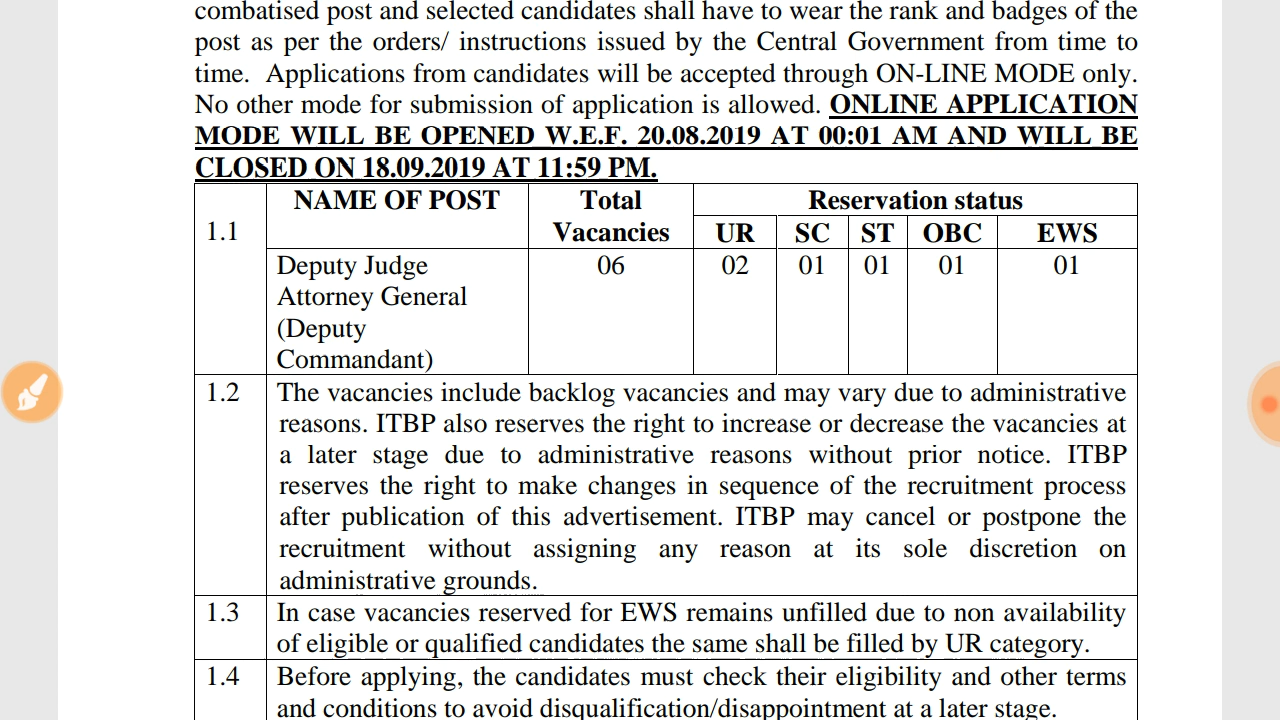 combatised post and selected candidates shall have to wear the rank and badges of the
post as per the orders/ instructions issued by the Central Government from time to
time. Applications from candidates will be accepted through ON-LINE MODE only.
No other mode for submission of application is allowed. ONLINE APPLICATION
MODE WILL BE OPENED W.E.F. 20.08.2019 AT 00:01 AM AND WILL BE
CLOSED ON 18.09.2019 AT 11:59 PM.
1.1 NAME OF POST Total Vacancies Reservation status
UR SC ST OBC EWS
Deputy Judge 06 02 01 01 01 01
Attorney General
(Deputy
Commandant)
1.2 The vacancies include backlog vacancies and may vary due to administrative
reasons. ITBP also reserves the right to increase or decrease the vacancies at
a later stage due to administrative reasons without prior notice. ITBP
reserves the right to make changes in sequence of the recruitment process
after publication of this advertisement. ITBP may cancel or postpone the
recruitment without assigning any reason at its sole discretion on
administrative grounds.
1.3 In case vacancies reserved for EWS remains unfilled due to non availability
of eligible or qualified candidates the same shall be filled by UR category.
1.4 Before applying, the candidates must check their eligibility and other terms
and conditions to avoid disqualification/disappointment at a later stage.